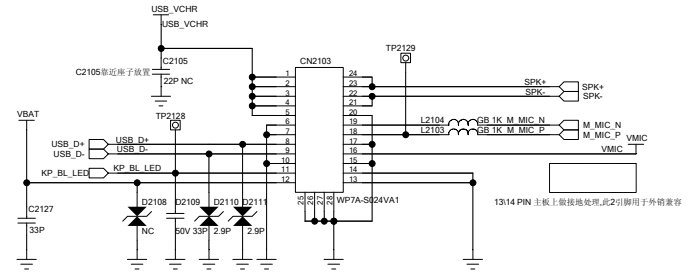 USB_VCHR
USB_VCHR
CN2103
TP2129
C2105
C2105靠近座子放置
22P NC
1
2
3
4
5
6
7
8
9
10
11
12
24
23
22
21
20
19
18
17
16
15
14
13
25
26
27
28
WP7A-S024VA1
SPK+
SPK-
SPK+
SPK-
L2104
GB 1K
M_MIC_N
L2103
GB 1K
M_MIC_P
M_MIC_N
M_MIC_P
VMIC
VMIC
VBAT
TP2128
USB_D+
USB_D+
USB_D-
USB_D-
KP_BL_LED
KP_BL_LED
C2127
33P
D2108
NC
D2109
50V 33P
D2110
2.9P
D2111
2.9P
13\14 PIN 主板上做接地处理,此2引脚用于外销兼容